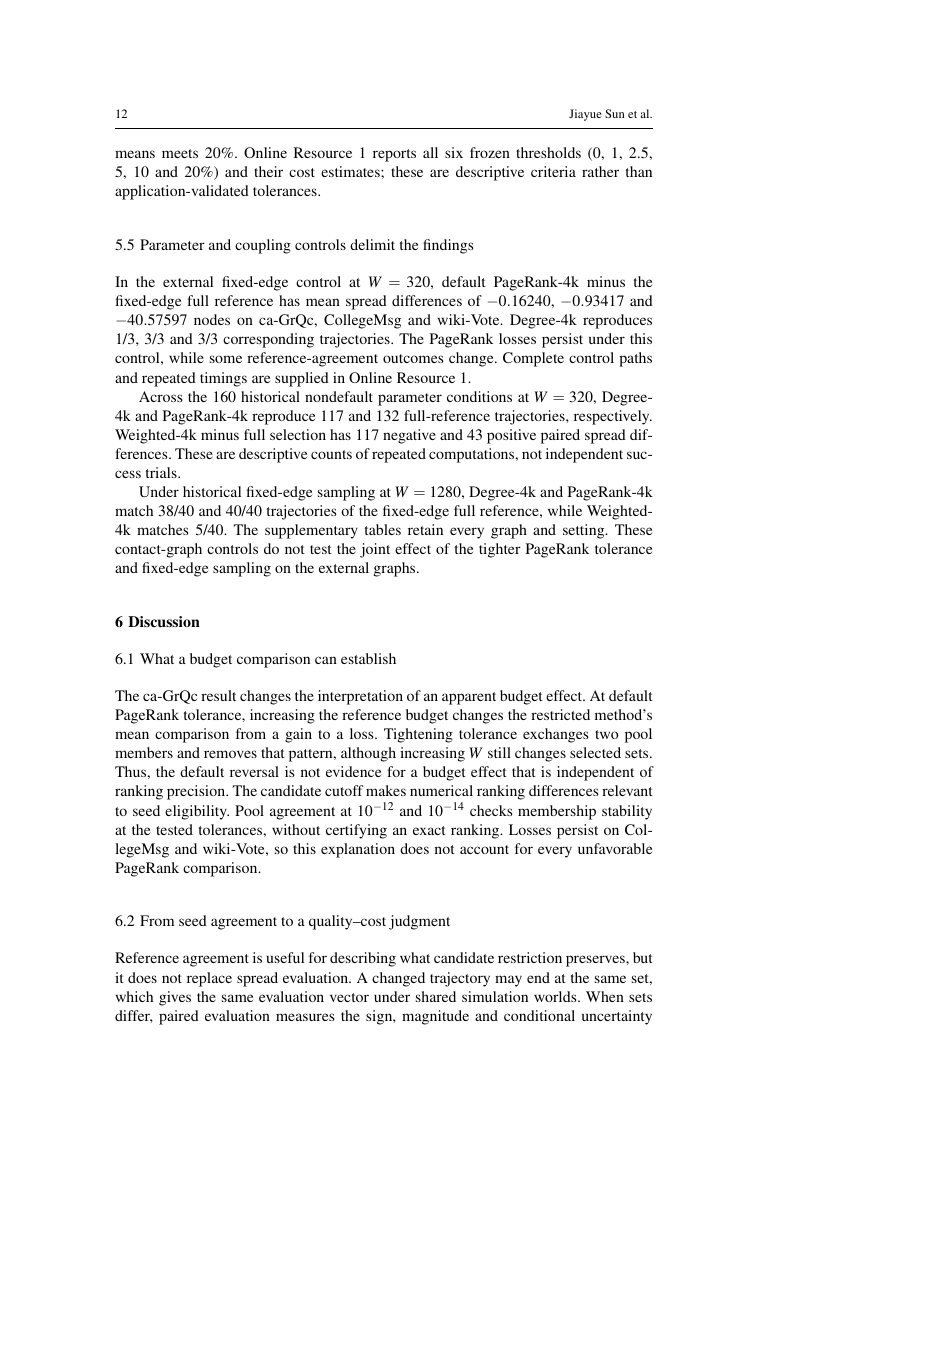 12
Jiayue Sun et al.
means meets 20%. Online Resource 1 reports all six frozen thresholds (0, 1, 2.5,
5, 10 and 20%) and their cost estimates; these are descriptive criteria rather than
application-validated tolerances.
5.5 Parameter and coupling controls delimit the findings
In the external fixed-edge control at W = 320, default PageRank-4k minus the
fixed-edge full reference has mean spread differences of −0.16240, −0.93417 and
−40.57597 nodes on ca-GrQc, CollegeMsg and wiki-Vote. Degree-4k reproduces
1/3, 3/3 and 3/3 corresponding trajectories. The PageRank losses persist under this
control, while some reference-agreement outcomes change. Complete control paths
and repeated timings are supplied in Online Resource 1.
Across the 160 historical nondefault parameter conditions at W = 320, Degree-
4k and PageRank-4k reproduce 117 and 132 full-reference trajectories, respectively.
Weighted-4k minus full selection has 117 negative and 43 positive paired spread dif-
ferences. These are descriptive counts of repeated computations, not independent suc-
cess trials.
Under historical fixed-edge sampling at W = 1280, Degree-4k and PageRank-4k
match 38/40 and 40/40 trajectories of the fixed-edge full reference, while Weighted-
4k matches 5/40. The supplementary tables retain every graph and setting. These
contact-graph controls do not test the joint effect of the tighter PageRank tolerance
and fixed-edge sampling on the external graphs.
6 Discussion
6.1 What a budget comparison can establish
The ca-GrQc result changes the interpretation of an apparent budget effect. At default
PageRank tolerance, increasing the reference budget changes the restricted method's
mean comparison from a gain to a loss. Tightening tolerance exchanges two pool
members and removes that pattern, although increasing W still changes selected sets.
Thus, the default reversal is not evidence for a budget effect that is independent of
ranking precision. The candidate cutoff makes numerical ranking differences relevant
to seed eligibility. Pool agreement at 10⁻¹² and 10⁻¹⁴ checks membership stability
at the tested tolerances, without certifying an exact ranking. Losses persist on Col-
legeMsg and wiki-Vote, so this explanation does not account for every unfavorable
PageRank comparison.
6.2 From seed agreement to a quality–cost judgment
Reference agreement is useful for describing what candidate restriction preserves, but
it does not replace spread evaluation. A changed trajectory may end at the same set,
which gives the same evaluation vector under shared simulation worlds. When sets
differ, paired evaluation measures the sign, magnitude and conditional uncertainty